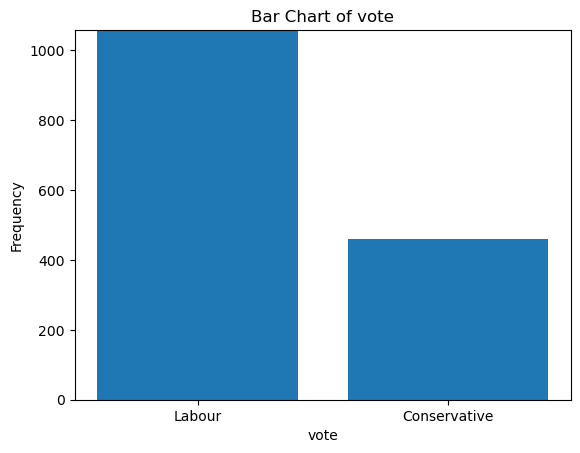 Bar Chart of vote
1000
800
600
400
200
0
Frequency
Labour
Conservative
vote